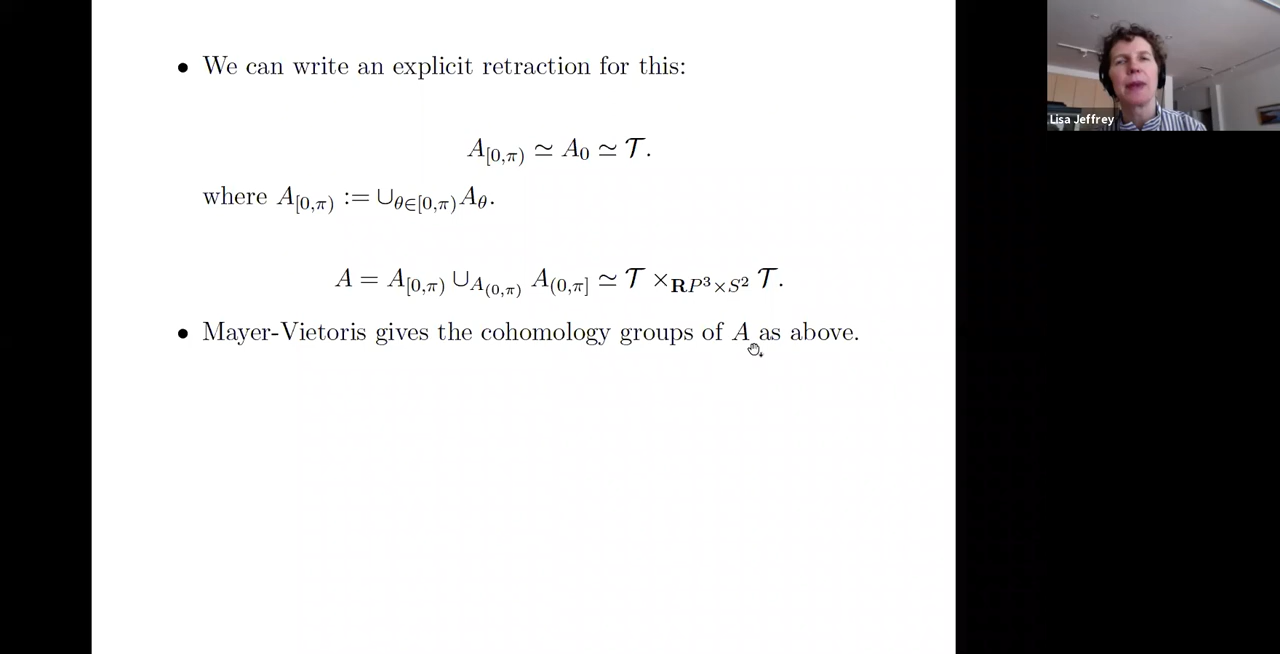 • We can write an explicit retraction for this:
A_{[0,π)} ≃ A_0 ≃ 𝒯.
where A_{[0,π)} := ∪_{θ∈[0,π)} A_θ.
A = A_{[0,π)} ∪_{A_{(0,π)}} A_{(0,π]} ≃ 𝒯 ×_{𝐑P^3×S^2} 𝒯.
• Mayer-Vietoris gives the cohomology groups of A as above.
Lisa Jeffrey